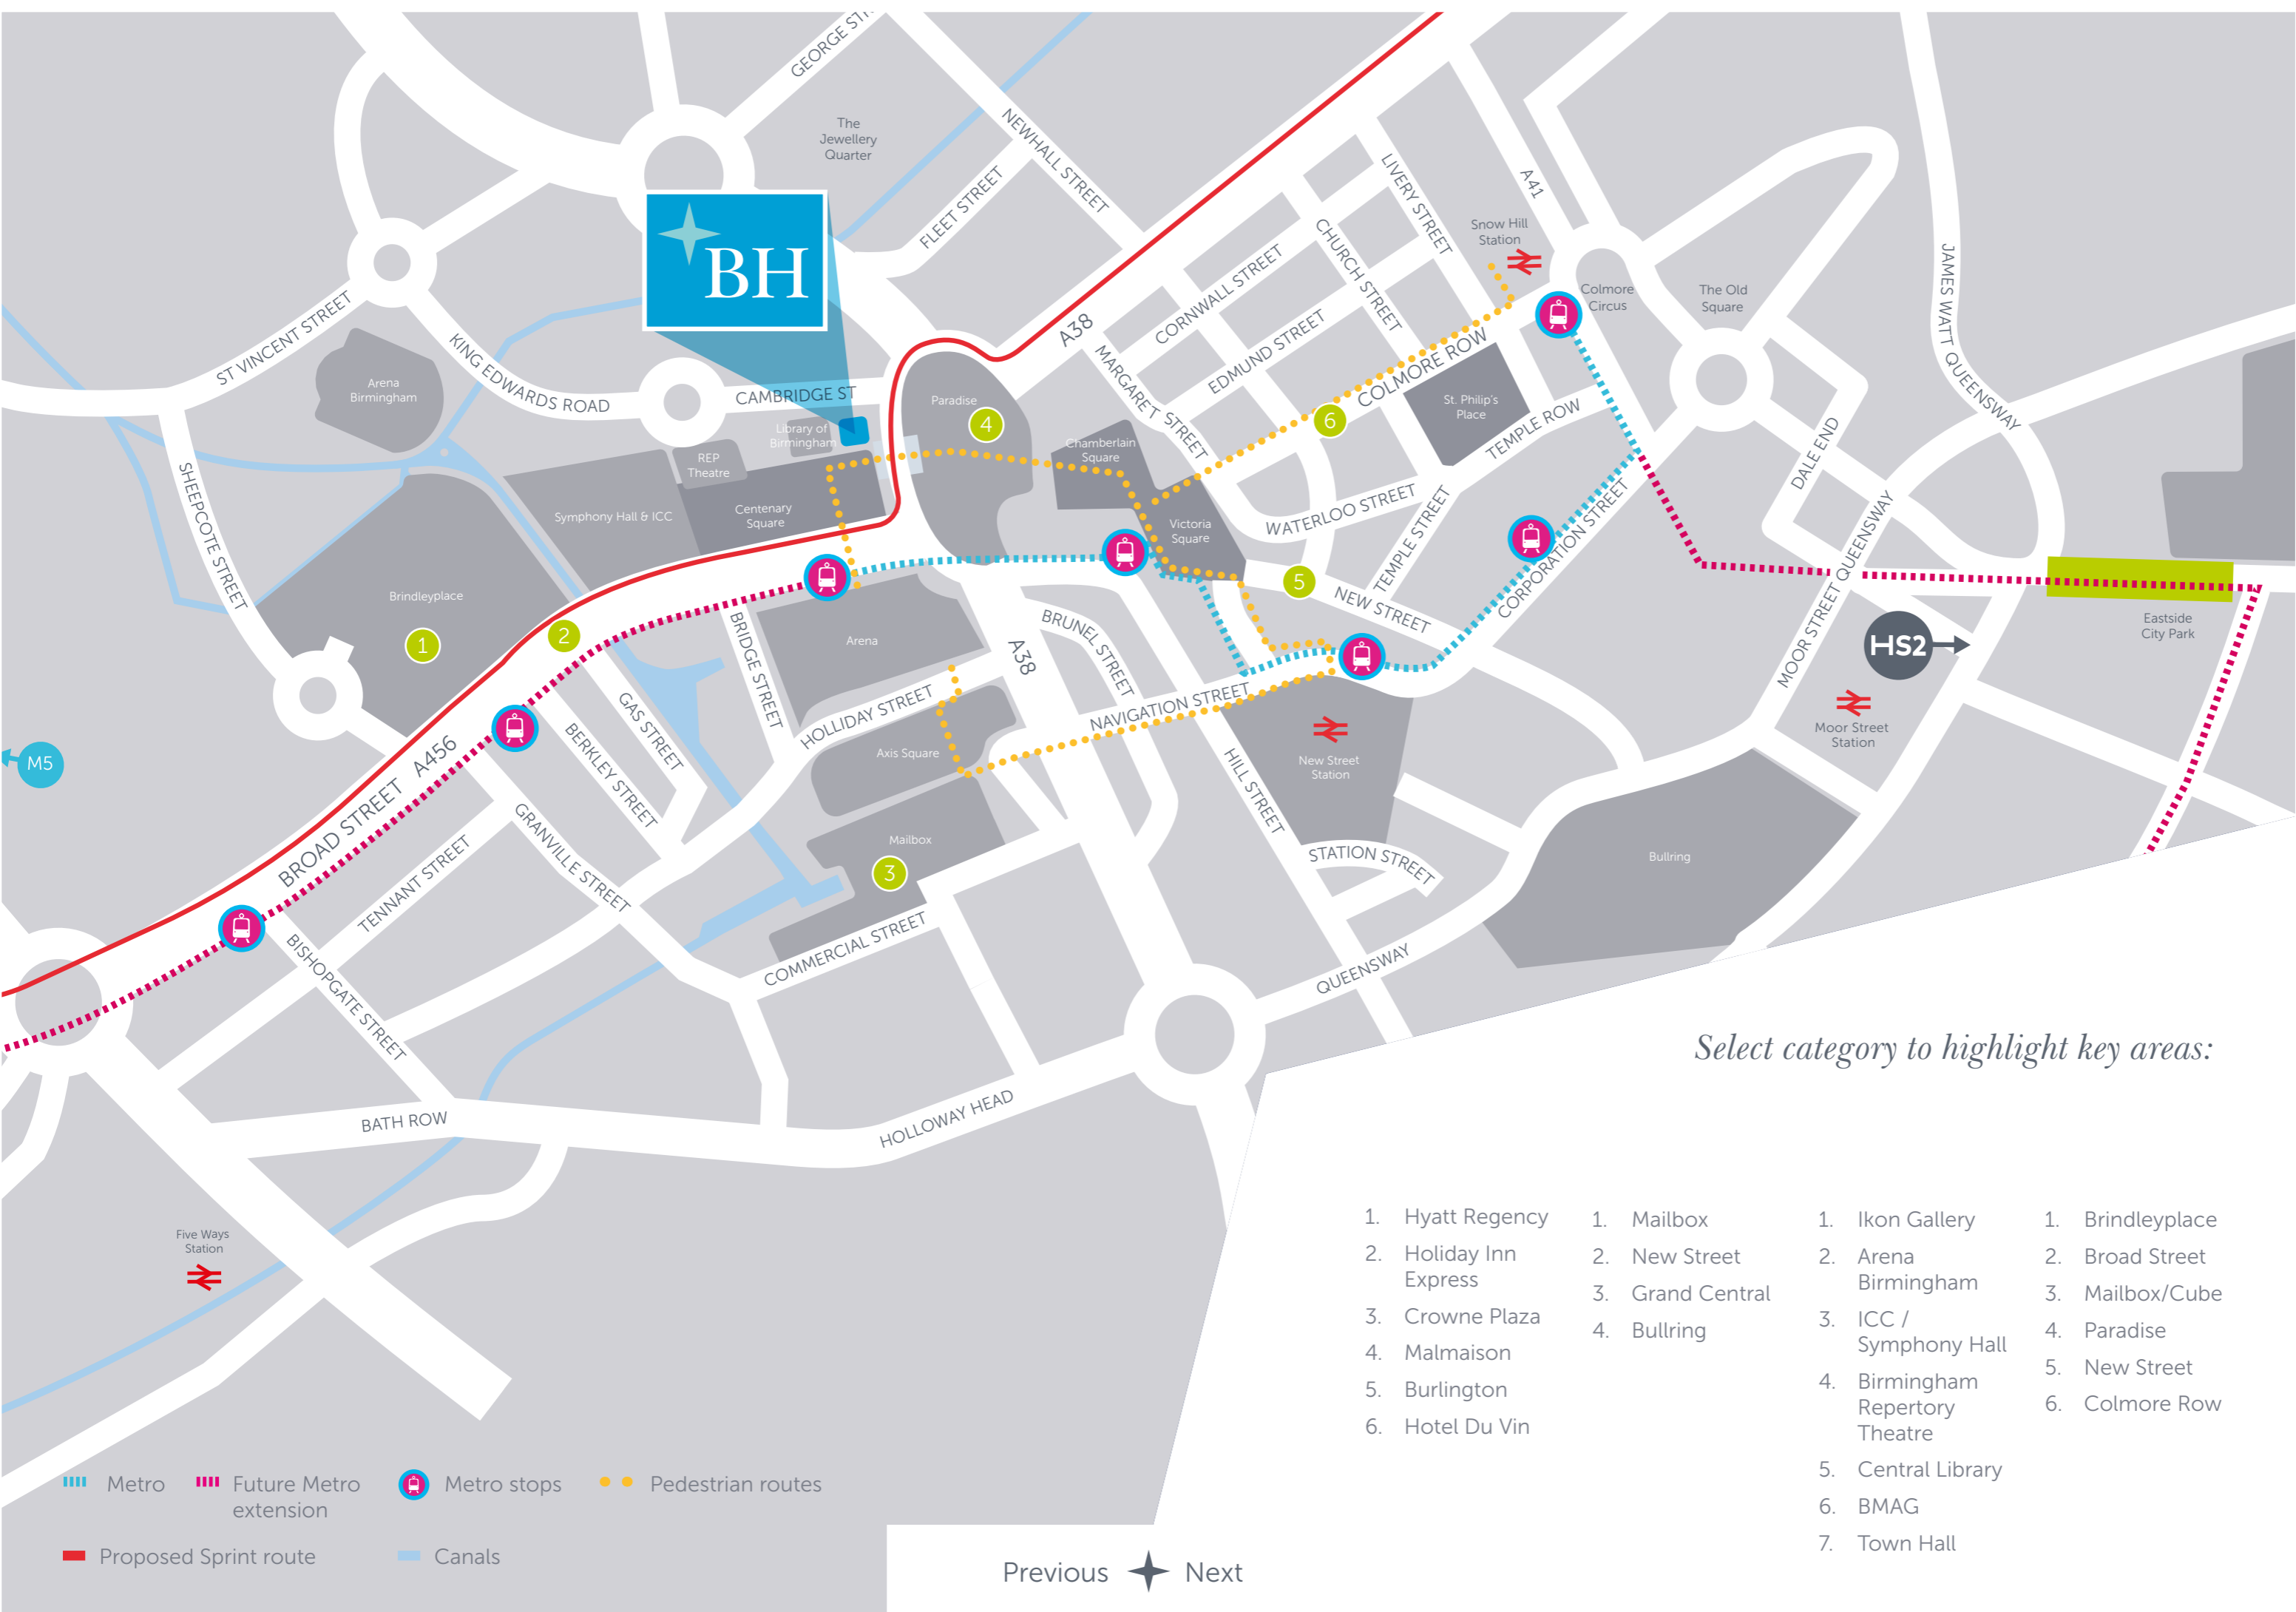 GEORGE STR
The
Jewellery
Quarter
NEWHALL STREET
FLEET STREET
BH
ST VINCENT STREET
Arena
Birmingham
KING EDWARDS ROAD
CAMBRIDGE ST
Library of
Birmingham
REP
Theatre
Symphony Hall & ICC
Centenary
Square
Paradise
4
Chamberlain
Square
Victoria
Square
A38
MARGARET STREET
CORNWALL STREET
EDMUND STREET
CHURCH STREET
LIVERY STREET
A41
Snow Hill
Station
Colmore
Circus
The Old
Square
COLMORE ROW
6
St. Philip's
Place
TEMPLE ROW
WATERLOO STREET
TEMPLE STREET
CORPORATION STREET
5
NEW STREET
JAMES WATT QUEENSWAY
DALE END
MOOR STREET QUEENSWAY
HS2
Moor Street
Station
Eastside
City Park
SHEEPCOTE STREET
Brindleyplace
1
2
Arena
BRIDGE STREET
A38
BRUNEL STREET
HOLLIDAY STREET
NAVIGATION STREET
Axis Square
GAS STREET
BERKLEY STREET
Mailbox
3
HILL STREET
New Street
Station
STATION STREET
Bullring
M5
BROAD STREET
A456
TENNANT STREET
GRANVILLE STREET
COMMERCIAL STREET
BISHOPGATE STREET
QUEENSWAY
BATH ROW
HOLLOWAY HEAD
Five Ways
Station
Select category to highlight key areas:
1. Hyatt Regency
2. Holiday Inn
Express
3. Crowne Plaza
4. Malmaison
5. Burlington
6. Hotel Du Vin
1. Mailbox
2. New Street
3. Grand Central
4. Bullring
1. Ikon Gallery
2. Arena
Birmingham
3. ICC /
Symphony Hall
4. Birmingham
Repertory
Theatre
5. Central Library
6. BMAG
7. Town Hall
1. Brindleyplace
2. Broad Street
3. Mailbox/Cube
4. Paradise
5. New Street
6. Colmore Row
Metro
Future Metro
extension
Metro stops
Pedestrian routes
Proposed Sprint route
Canals
Previous
Next